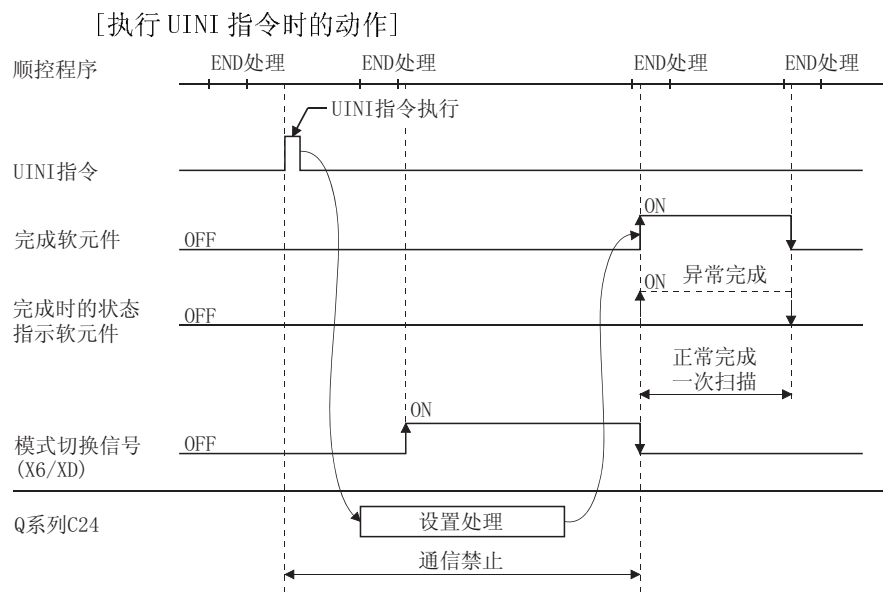 [执行 UINI 指令时的动作]
顺控程序
END处理 END处理 END处理 END处理
UINI指令执行
UINI指令
ON
完成软元件 OFF
ON 异常完成
完成时的状态
指示软元件
OFF
正常完成
一次扫描
ON
模式切换信号
(X6/XD)
OFF
Q系列C24
设置处理
通信禁止